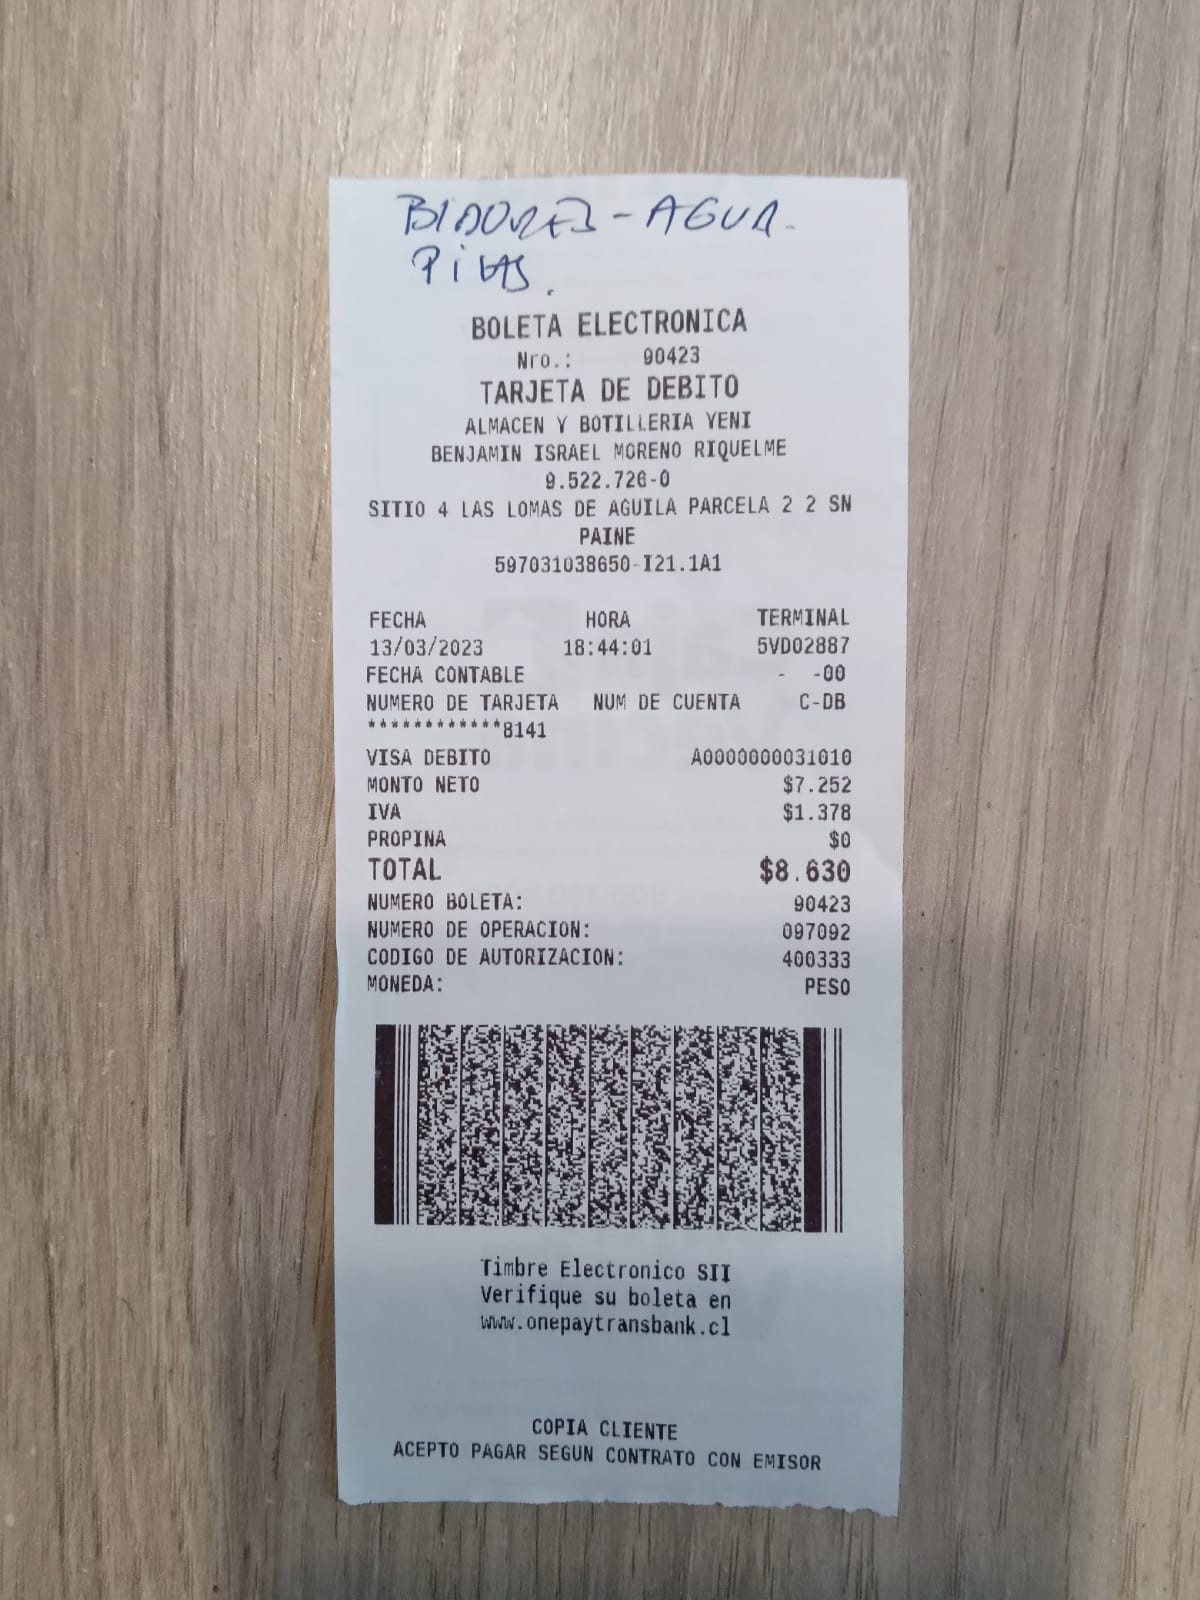 BIDONES - AGUA.
PilAS.
BOLETA ELECTRONICA
Nro.: 90423
TARJETA DE DEBITO
ALMACEN Y BOTILLERIA YENI
BENJAMIN ISRAEL MORENO RIQUELME
9.522.726-0
SITIO 4 LAS LOMAS DE AGUILA PARCELA 2 2 SN
PAINE
597031038650-I21.1A1
FECHA HORA TERMINAL
13/03/2023 18:44:01 5VD02887
FECHA CONTABLE - -00
NUMERO DE TARJETA NUM DE CUENTA C-DB
************8141
VISA DEBITO A0000000031010
MONTO NETO $7.252
IVA $1.378
PROPINA $0
TOTAL $8.630
NUMERO BOLETA: 90423
NUMERO DE OPERACION: 097092
CODIGO DE AUTORIZACION: 400333
MONEDA: PESO
Timbre Electronico SII
Verifique su boleta en
www.onepaytransbank.cl
COPIA CLIENTE
ACEPTO PAGAR SEGUN CONTRATO CON EMISOR